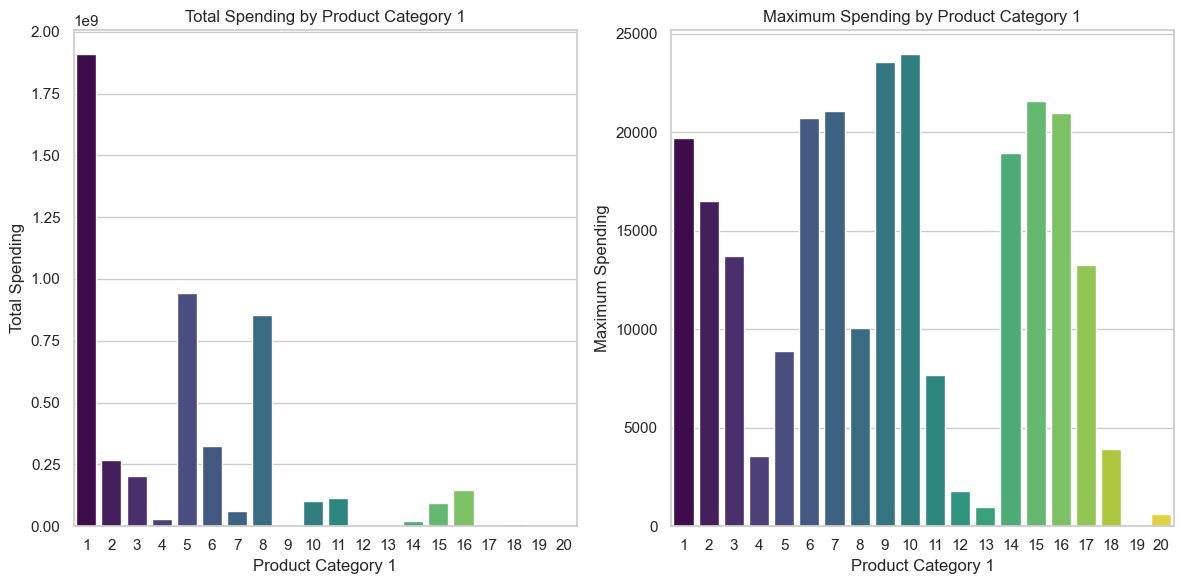 Total Spending by Product Category 1
1e9
2.00
1.75
1.50
1.25
1.00
0.75
0.50
0.25
0.00
Total Spending
1 2 3 4 5 6 7 8 9 10 11 12 13 14 15 16 17 18 19 20
Product Category 1
Maximum Spending by Product Category 1
25000
20000
15000
10000
5000
0
Maximum Spending
1 2 3 4 5 6 7 8 9 10 11 12 13 14 15 16 17 18 19 20
Product Category 1